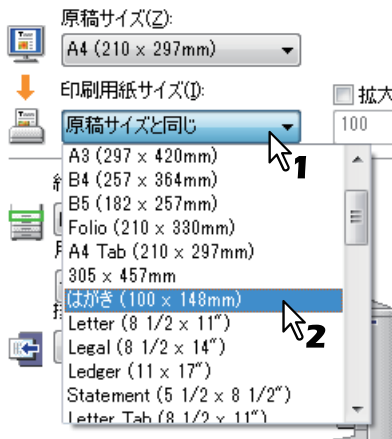 原稿サイズ(Z):
A4 (210 x 297mm)
印刷用紙サイズ(I):
拡大
原稿サイズと同じ
100
1
A3 (297 x 420mm)
B4 (257 x 364mm)
B5 (182 x 257mm)
Folio (210 x 330mm)
A4 Tab (210 x 297mm)
305 x 457mm
はがき (100 x 148mm)
2
Letter (8 1/2 x 11")
Legal (8 1/2 x 14")
Ledger (11 x 17")
Statement (5 1/2 x 8 1/2")
Letter Tab (8 1/2 x 11")